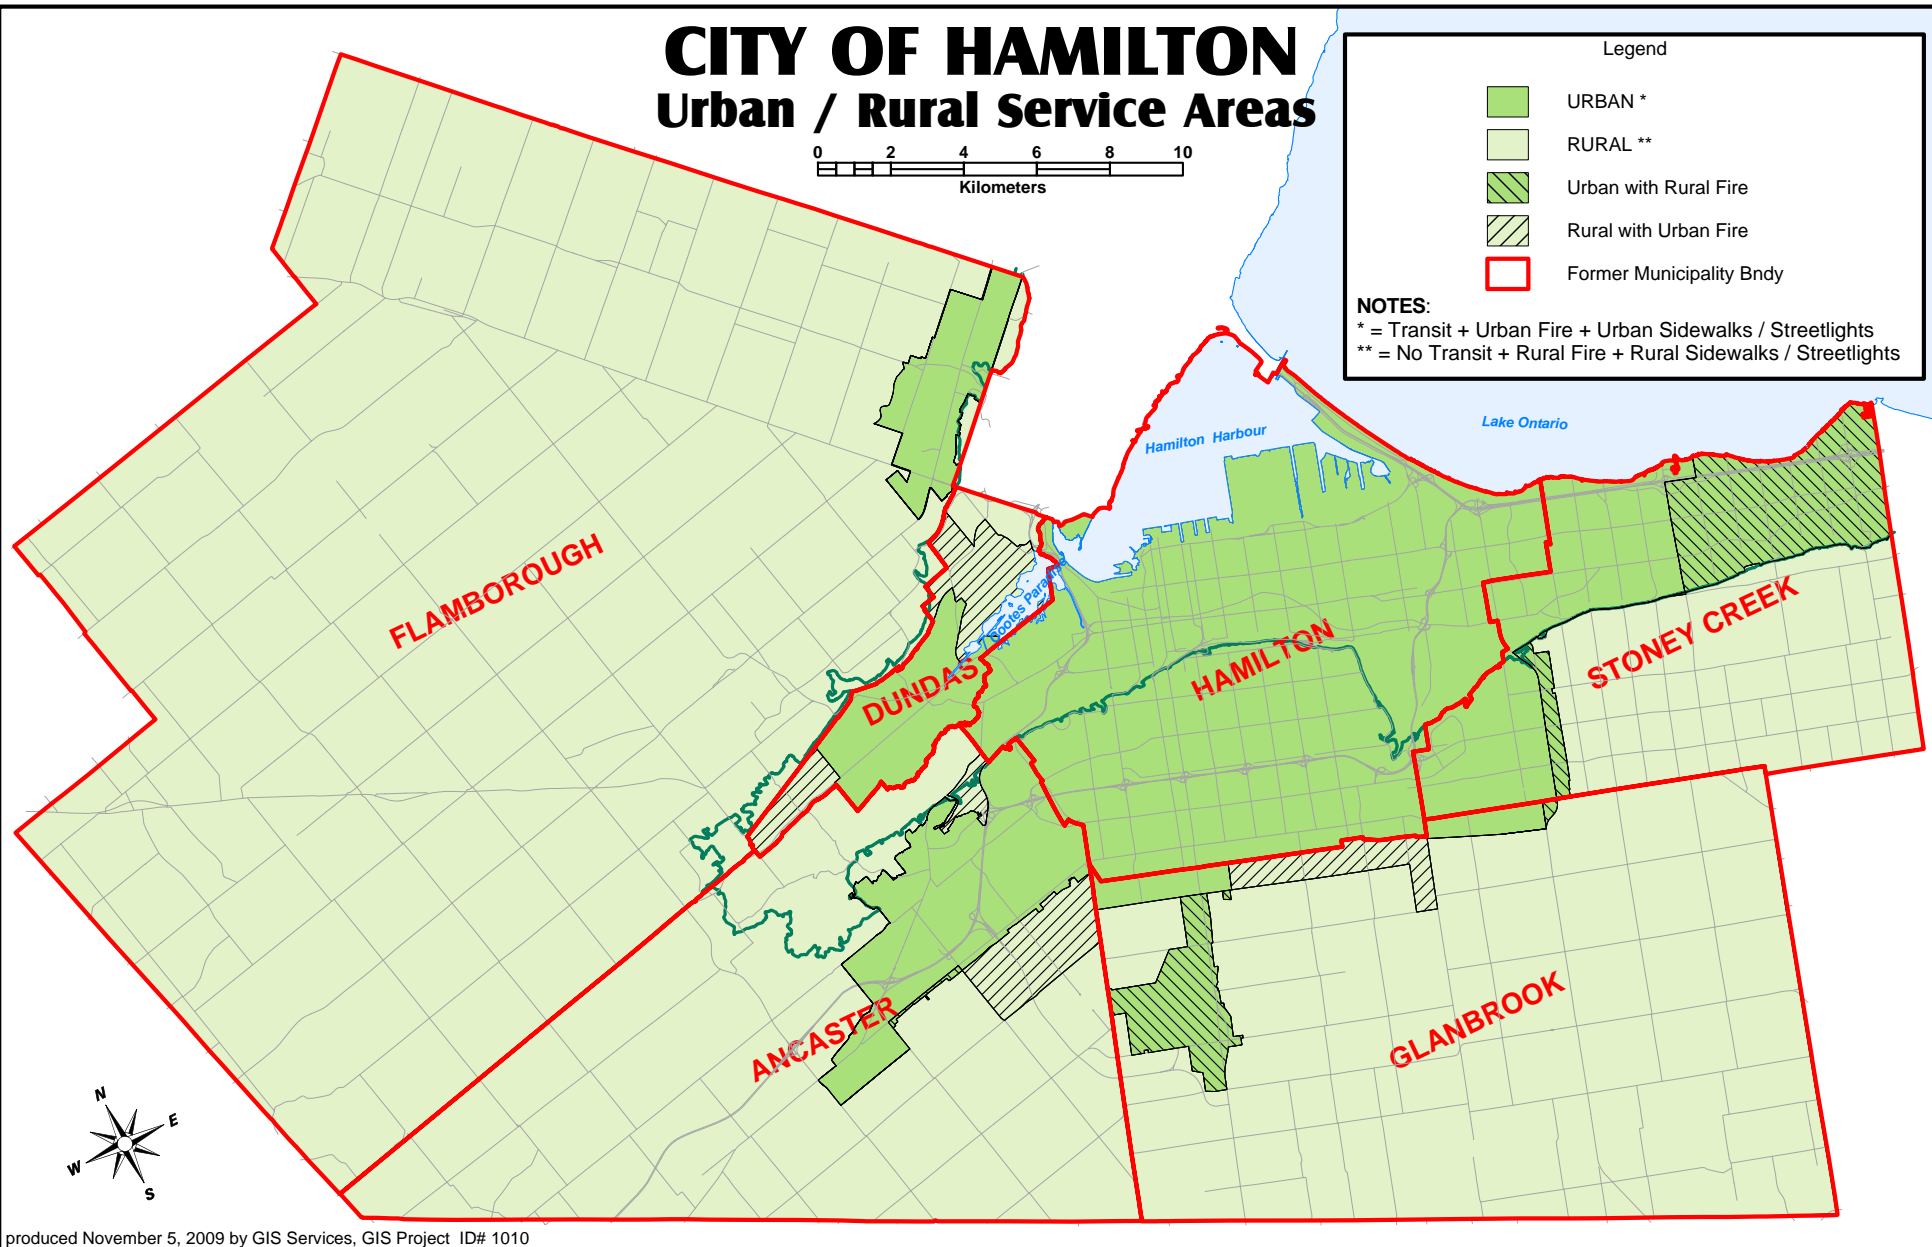 CITY OF HAMILTON
Urban / Rural Service Areas
0 2 4 6 8 10
Kilometers
Legend
URBAN *
RURAL **
Urban with Rural Fire
Rural with Urban Fire
Former Municipality Bndy
NOTES:
* = Transit + Urban Fire + Urban Sidewalks / Streetlights
** = No Transit + Rural Fire + Rural Sidewalks / Streetlights
Lake Ontario
Hamilton Harbour
Cootes Paradise
FLAMBOROUGH
DUNDAS
HAMILTON
STONEY CREEK
ANCASTER
GLANBROOK
N
E
W
S
produced November 5, 2009 by GIS Services, GIS Project ID# 1010